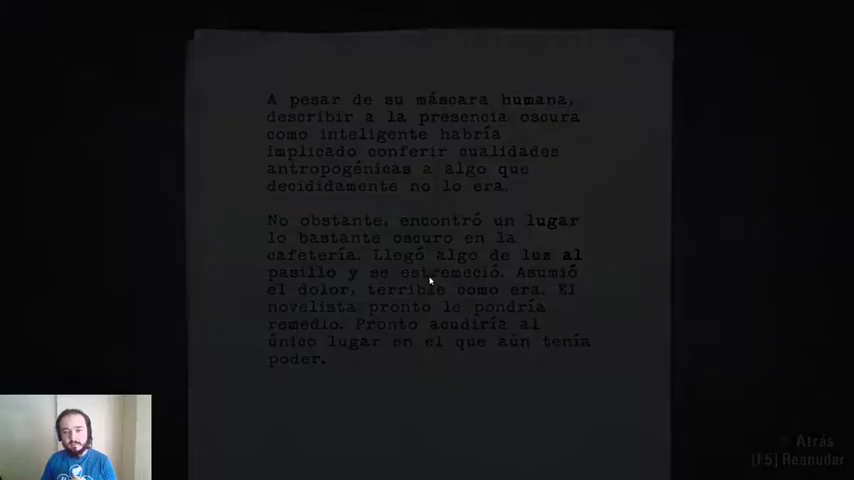 A pesar de su máscara humana,
describir a la presencia oscura
como inteligente habría
implicado conferir cualidades
antropogénicas a algo que
decididamente no lo era.
No obstante, encontró un lugar
lo bastante oscuro en la
cafetería. Llegó algo de luz al
pasillo y se estremeció. Asumió
el dolor, terrible como era. El
novelista pronto le pondría
remedio. Pronto acudiría al
único lugar en el que aún tenía
poder.
Atrás
[F5] Reanudar